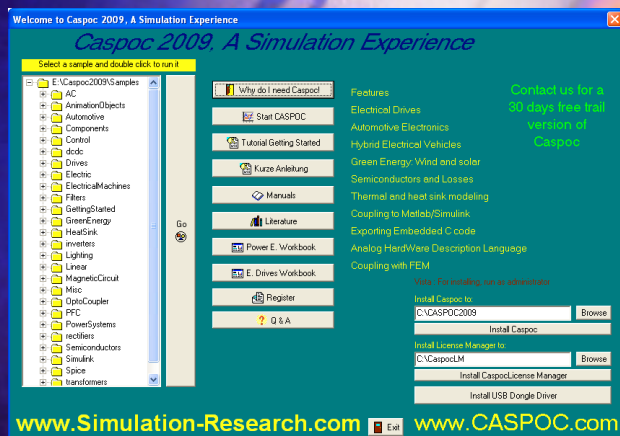 Welcome to Caspoc 2009, A Simulation Experience
Caspoc 2009, A Simulation Experience
Select a sample and double click to run it
E:\Caspoc2009\Samples
AC
AnimationObjects
Automotive
Components
Control
dcdc
Drives
Electric
ElectricalMachines
Filters
GettingStarted
GreenEnergy
HeatSink
inverters
Lighting
Linear
MagneticCircuit
Misc
OptoCoupler
PFC
PowerSystems
rectifiers
Semiconductors
Simulink
Spice
transformers
Go
Why do I need Caspoc!
Start CASPOC
Tutorial Getting Started
Kurze Anleitung
Manuals
Literature
Power E. Workbook
E. Drives Workbook
Register
Q & A
Features
Electrical Drives
Automotive Electronics
Hybrid Electrical Vehicles
Green Energy: Wind and solar
Semiconductors and Losses
Thermal and heat sink modeling
Coupling to Matlab/Simulink
Exporting Embedded C code
Analog HardWare Description Language
Coupling with FEM
Contact us for a
30 days free trail
version of
Caspoc
Vista: For installing, run as administrator
Install Caspoc to:
C:\CASPOC2009
Browse
Install Caspoc
Install License Manager to:
C:\CaspocLM
Browse
Install CaspocLicense Manager
Install USB Dongle Driver
www.Simulation-Research.com
Exit
www.CASPOC.com